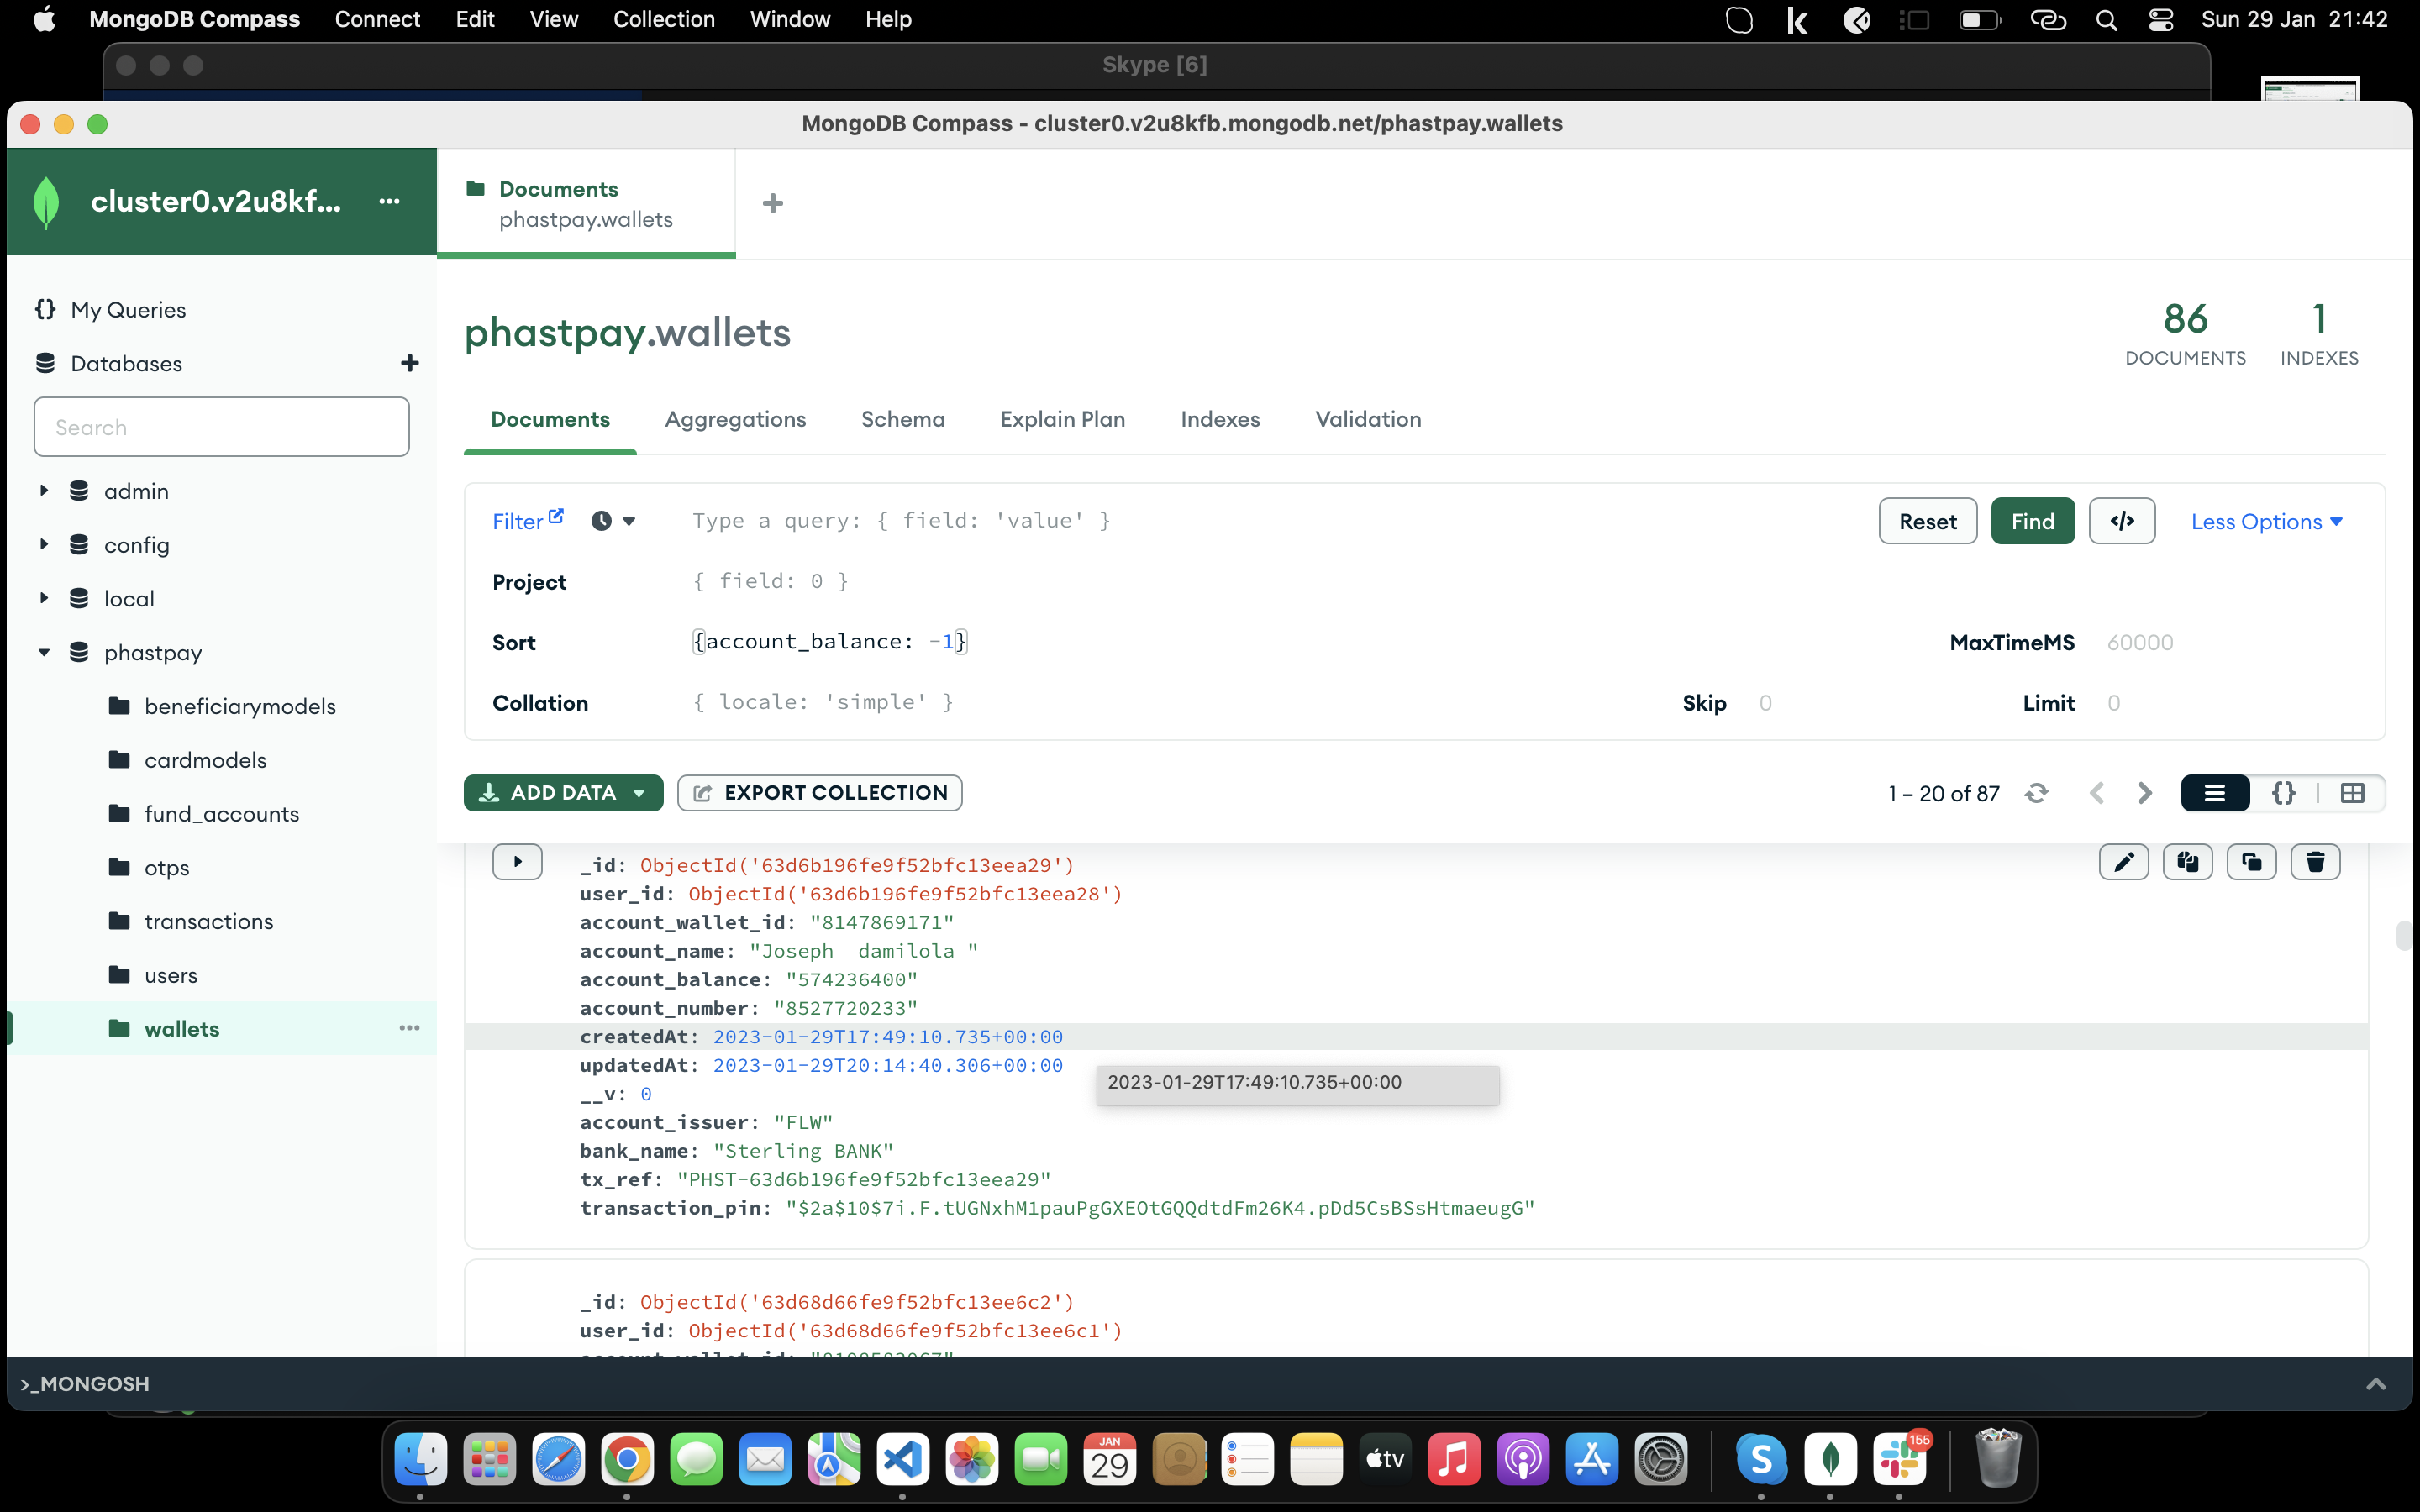 MongoDB Compass Connect Edit View Collection Window Help
Sun 29 Jan 21:42
Skype [6]
MongoDB Compass - cluster0.v2u8kfb.mongodb.net/phastpay.wallets
cluster0.v2u8kf...
Documents
phastpay.wallets
My Queries
Databases
Search
admin
config
local
phastpay
beneficiarymodels
cardmodels
fund_accounts
otps
transactions
users
wallets
phastpay.wallets
86
DOCUMENTS
1
INDEXES
Documents Aggregations Schema Explain Plan Indexes Validation
Filter Type a query: { field: 'value' }
Reset Find </> Less Options
Project { field: 0 }
Sort {account_balance: -1}
MaxTimeMS 60000
Collation { locale: 'simple' }
Skip 0 Limit 0
ADD DATA EXPORT COLLECTION
1 – 20 of 87
_id: ObjectId('63d6b196fe9f52bfc13eea29')
user_id: ObjectId('63d6b196fe9f52bfc13eea28')
account_wallet_id: "8147869171"
account_name: "Joseph  damilola "
account_balance: "574236400"
account_number: "8527720233"
createdAt: 2023-01-29T17:49:10.735+00:00
updatedAt: 2023-01-29T20:14:40.306+00:00
2023-01-29T17:49:10.735+00:00
__v: 0
account_issuer: "FLW"
bank_name: "Sterling BANK"
tx_ref: "PHST-63d6b196fe9f52bfc13eea29"
transaction_pin: "$2a$10$7i.F.tUGNxhM1pauPgGXEOtGQQdtdFm26K4.pDd5CsBSsHtmaeugG"
_id: ObjectId('63d68d66fe9f52bfc13ee6c2')
user_id: ObjectId('63d68d66fe9f52bfc13ee6c1')
>_MONGOSH
JAN
29
tv
155